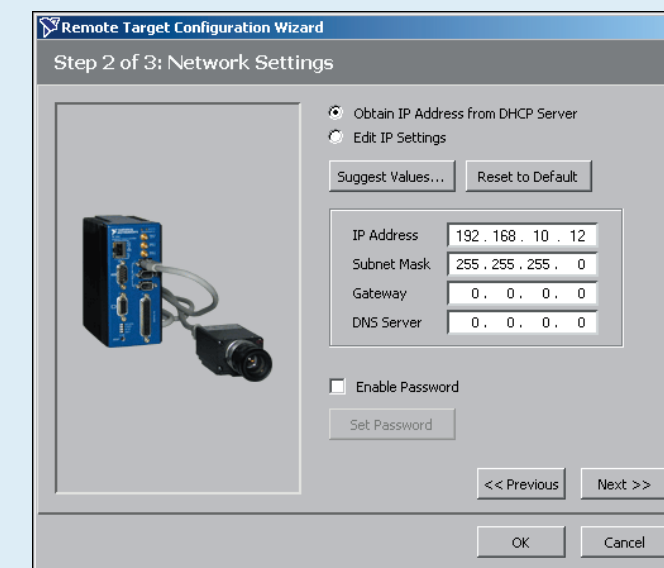 Remote Target Configuration Wizard
Step 2 of 3: Network Settings
Obtain IP Address from DHCP Server
Edit IP Settings
Suggest Values... Reset to Default
IP Address 192 . 168 . 10 . 12
Subnet Mask 255 . 255 . 255 . 0
Gateway 0 . 0 . 0 . 0
DNS Server 0 . 0 . 0 . 0
Enable Password
Set Password
<< Previous Next >>
OK Cancel